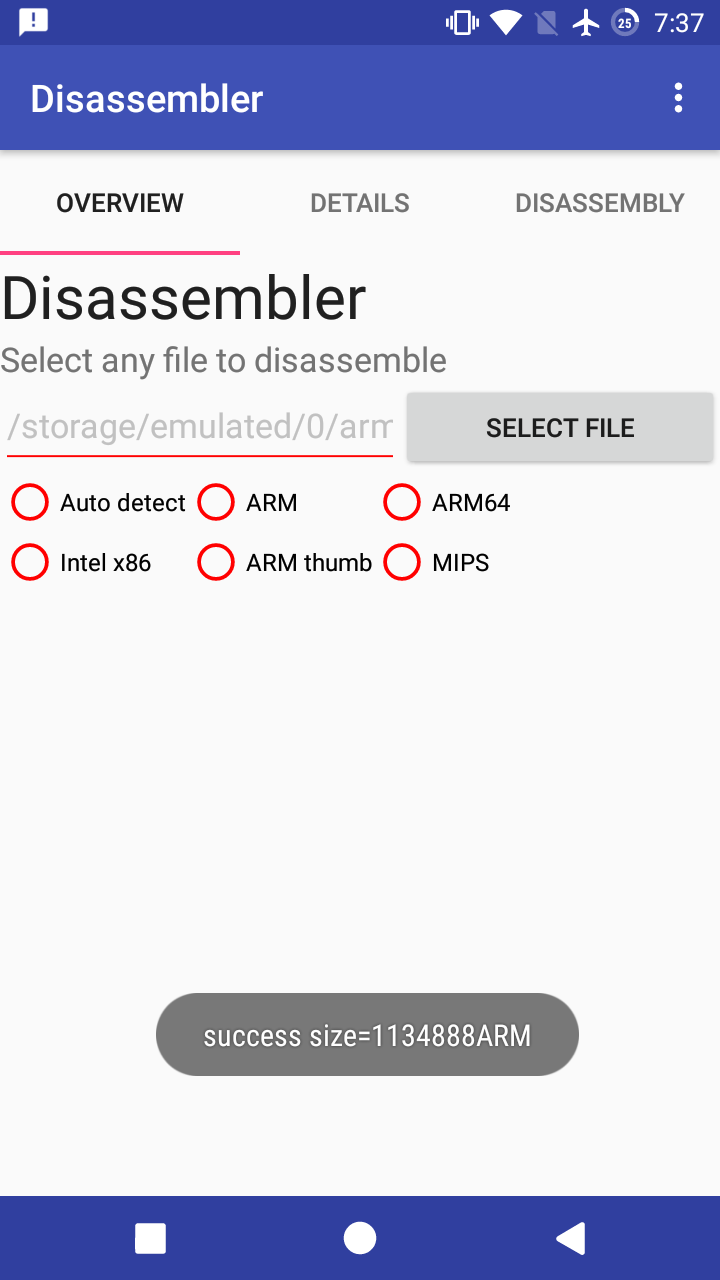 25 7:37
Disassembler
OVERVIEW DETAILS DISASSEMBLY
Disassembler
Select any file to disassemble
/storage/emulated/0/arm SELECT FILE
Auto detect ARM ARM64
Intel x86 ARM thumb MIPS
success size=1134888ARM